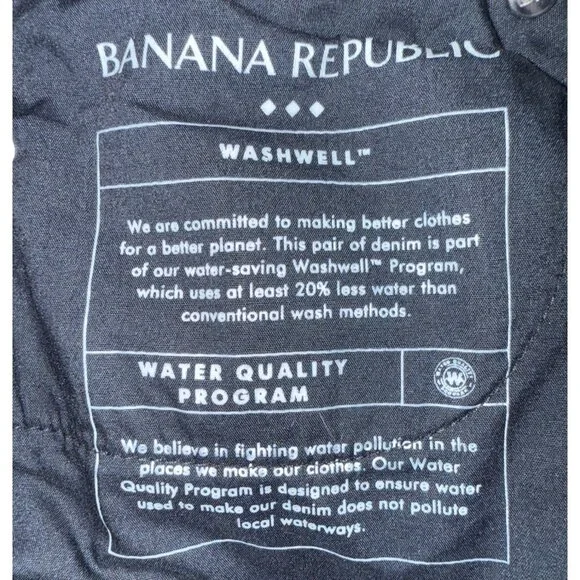 BANANA REPUBLIC
WASHWELL™
We are committed to making better clothes
for a better planet. This pair of denim is part
of our water-saving Washwell™ Program,
which uses at least 20% less water than
conventional wash methods.
WATER QUALITY
PROGRAM
We believe in fighting water pollution in the
places we make our clothes. Our Water
Quality Program is designed to ensure water
used to make our denim does not pollute
local waterways.